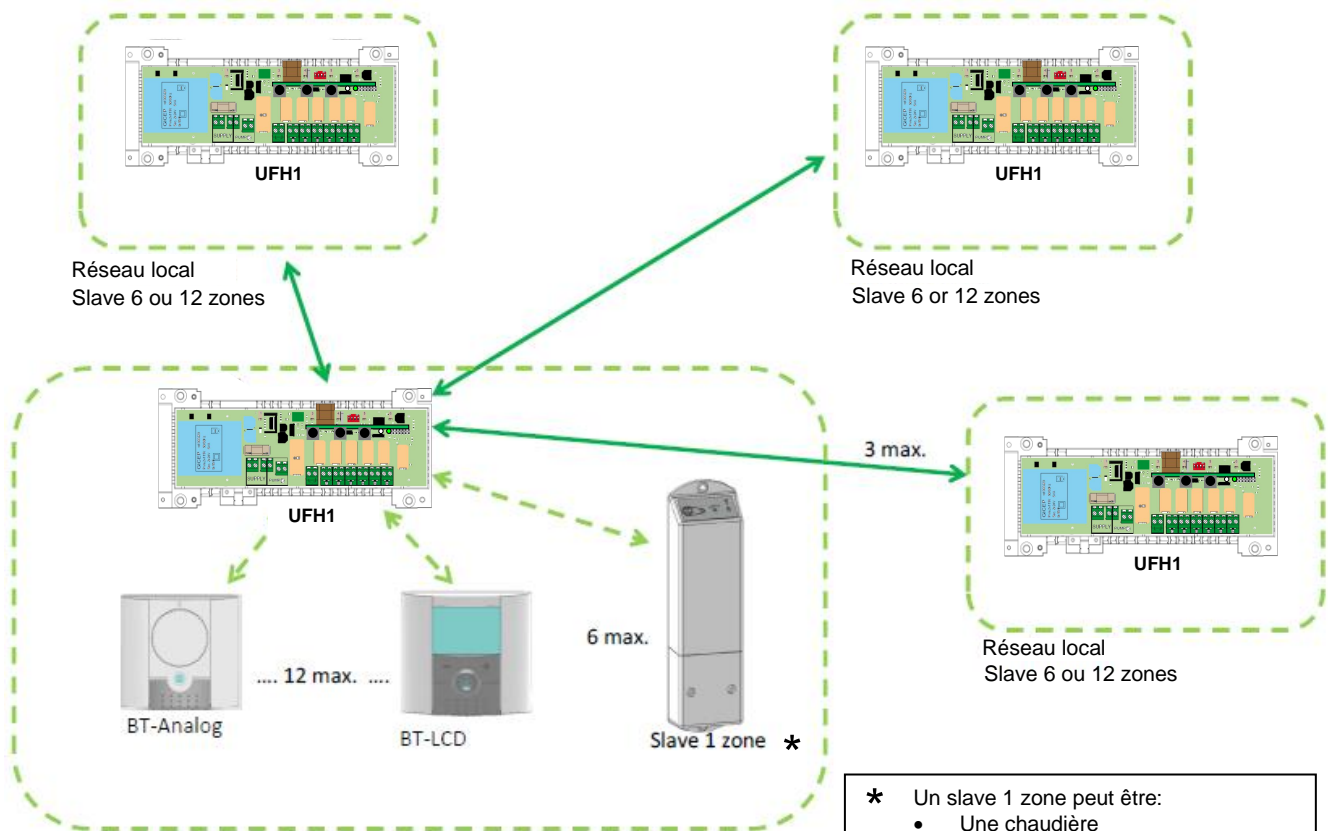 UFH1
UFH1
Réseau local
Slave 6 ou 12 zones
Réseau local
Slave 6 or 12 zones
SUPPLY
UFH1
3 max.
UFH1
6 max.
.... 12 max. ....
BT-Analog
BT-LCD
Slave 1 zone *
Réseau local
Slave 6 ou 12 zones
* Un slave 1 zone peut être:
• Une chaudière